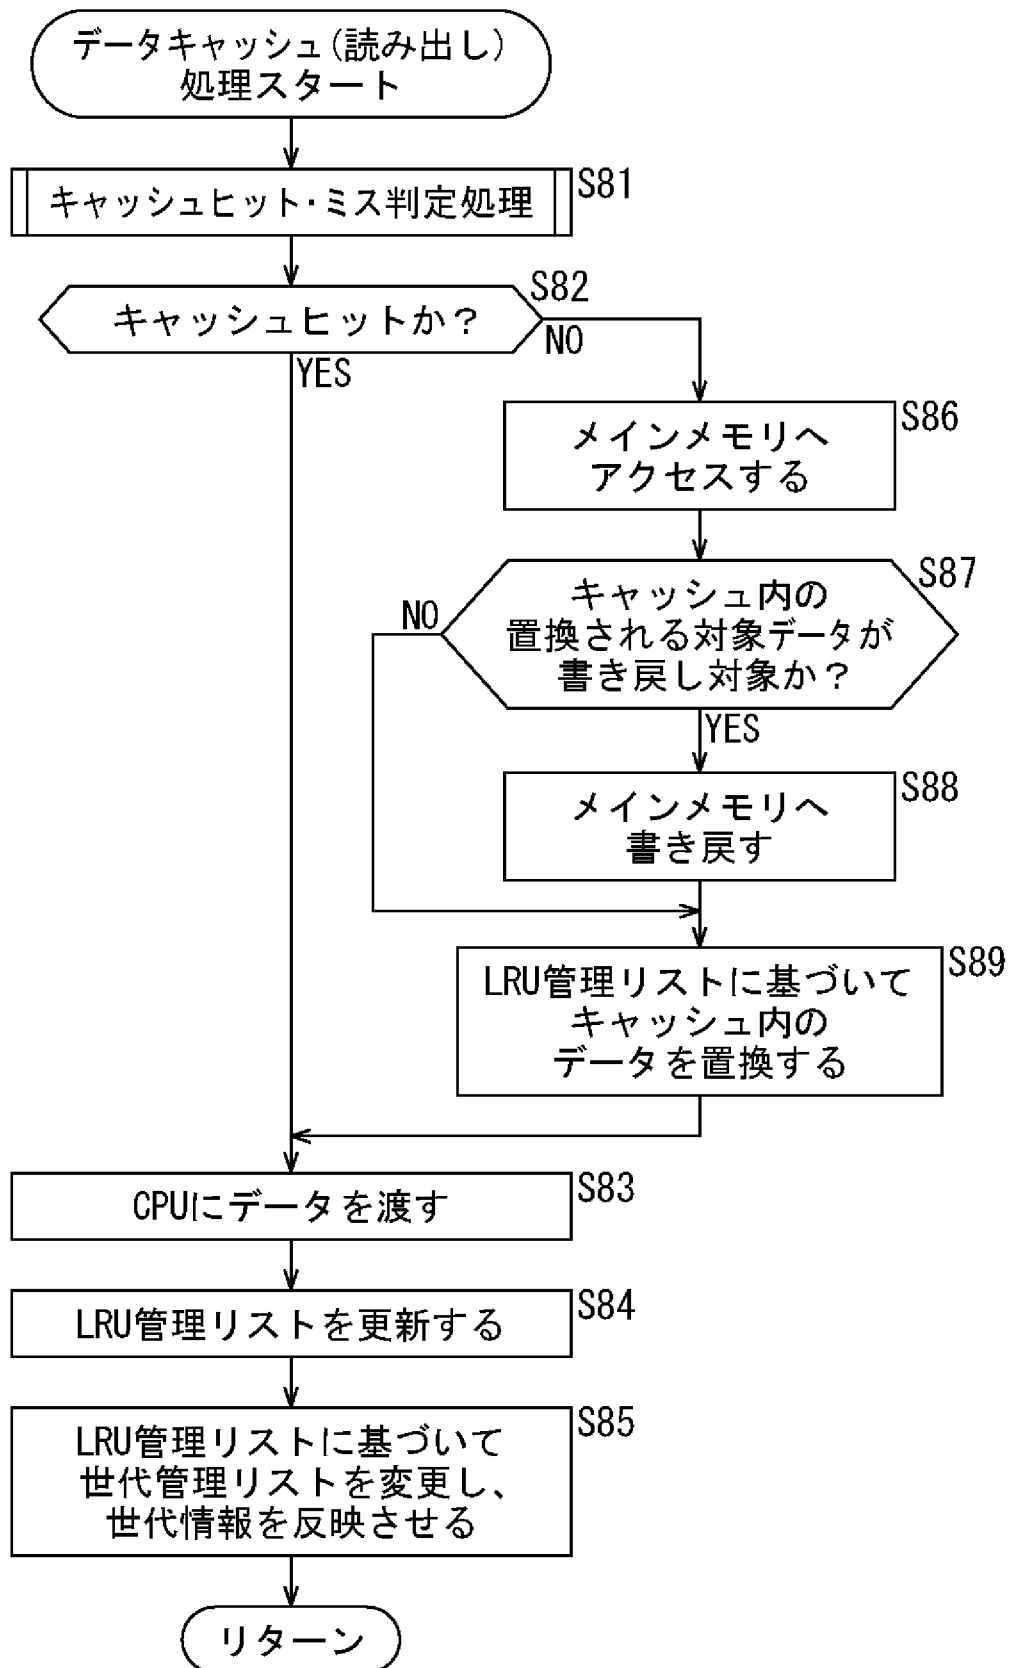 データキャッシュ(読み出し)
処理スタート
キャッシュヒット・ミス判定処理
S81
キャッシュヒットか？
S82
NO
YES
メインメモリへ
アクセスする
S86
キャッシュ内の
置換される対象データが
書き戻し対象か？
S87
NO
YES
メインメモリへ
書き戻す
S88
LRU管理リストに基づいて
キャッシュ内の
データを置換する
S89
CPUにデータを渡す
S83
LRU管理リストを更新する
S84
LRU管理リストに基づいて
世代管理リストを変更し、
世代情報を反映させる
S85
リターン